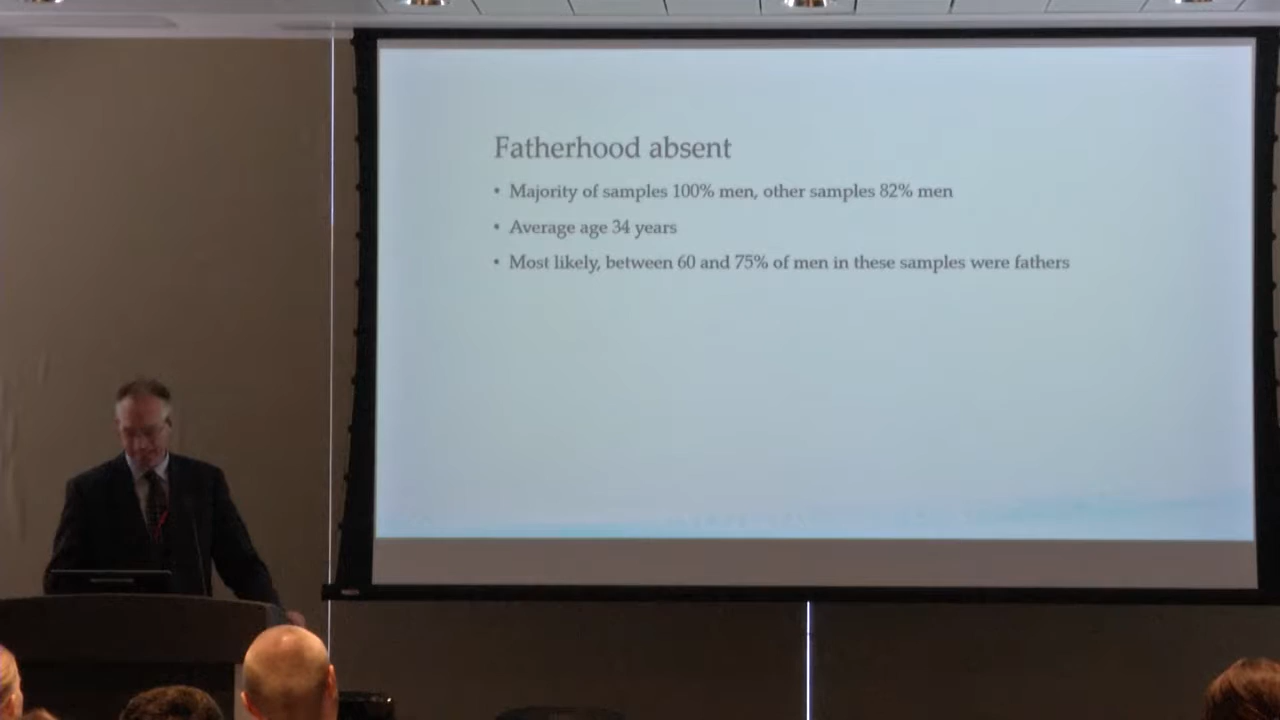 Fatherhood absent
• Majority of samples 100% men, other samples 82% men
• Average age 34 years
• Most likely, between 60 and 75% of men in these samples were fathers